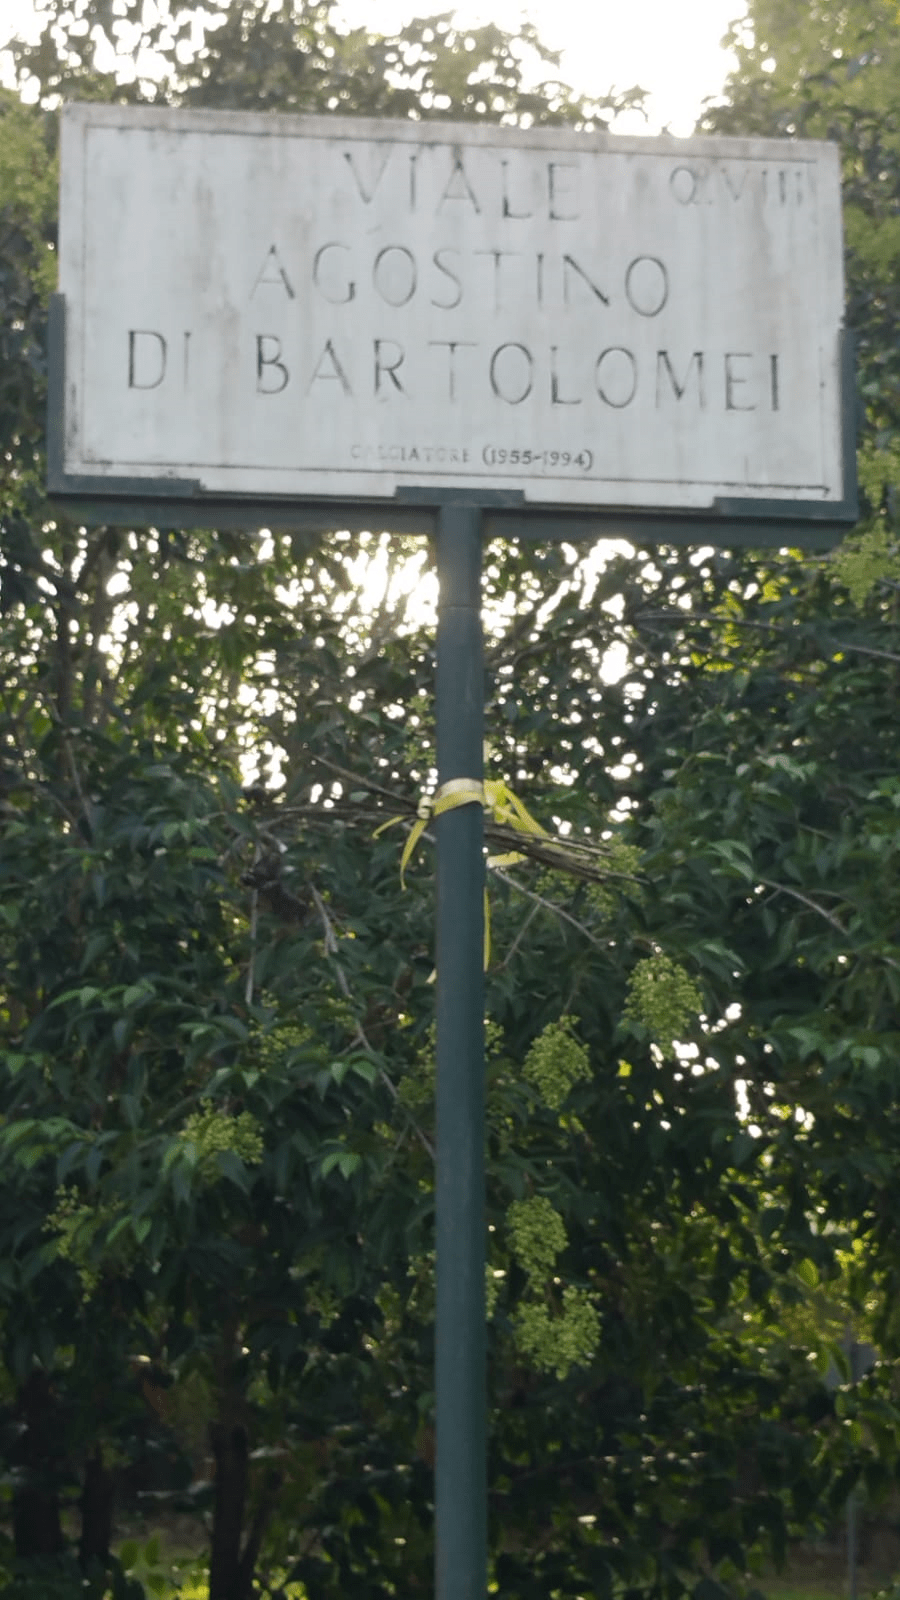 VIALE Q.VIII
AGOSTINO
DI BARTOLOMEI
CALCIATORE (1955-1994)